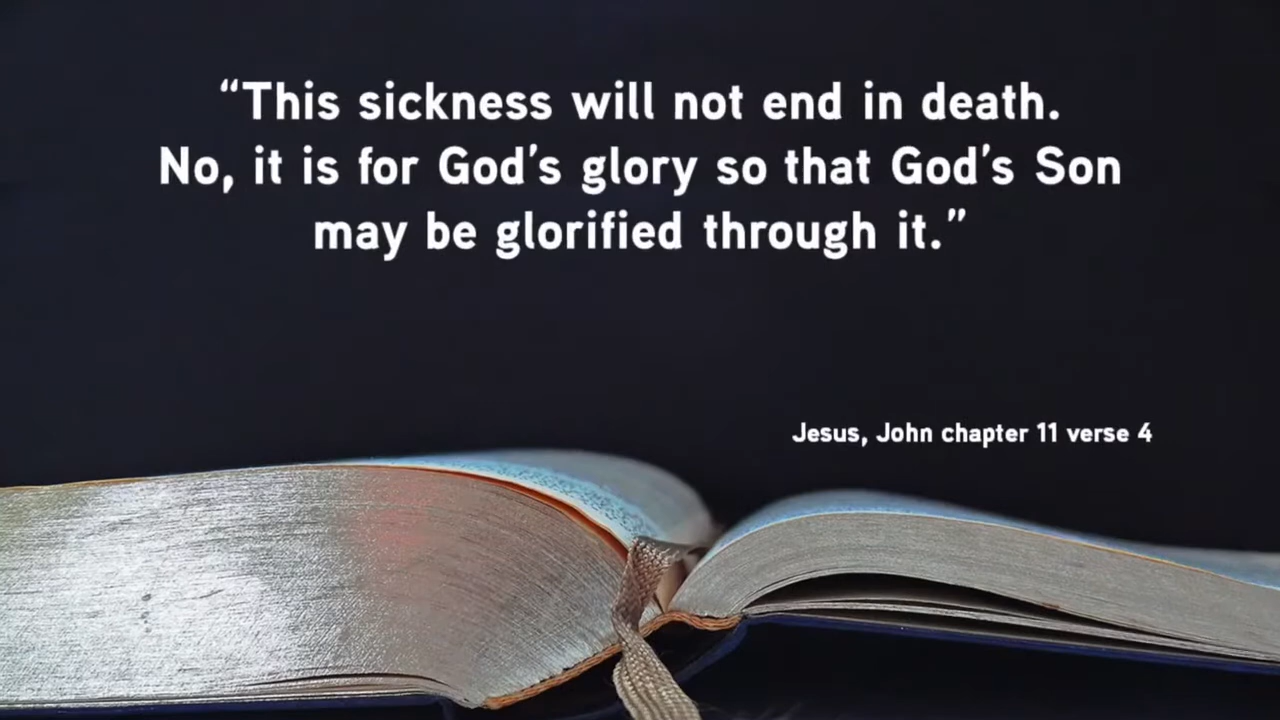 “This sickness will not end in death.
No, it is for God’s glory so that God’s Son
may be glorified through it.”
Jesus, John chapter 11 verse 4